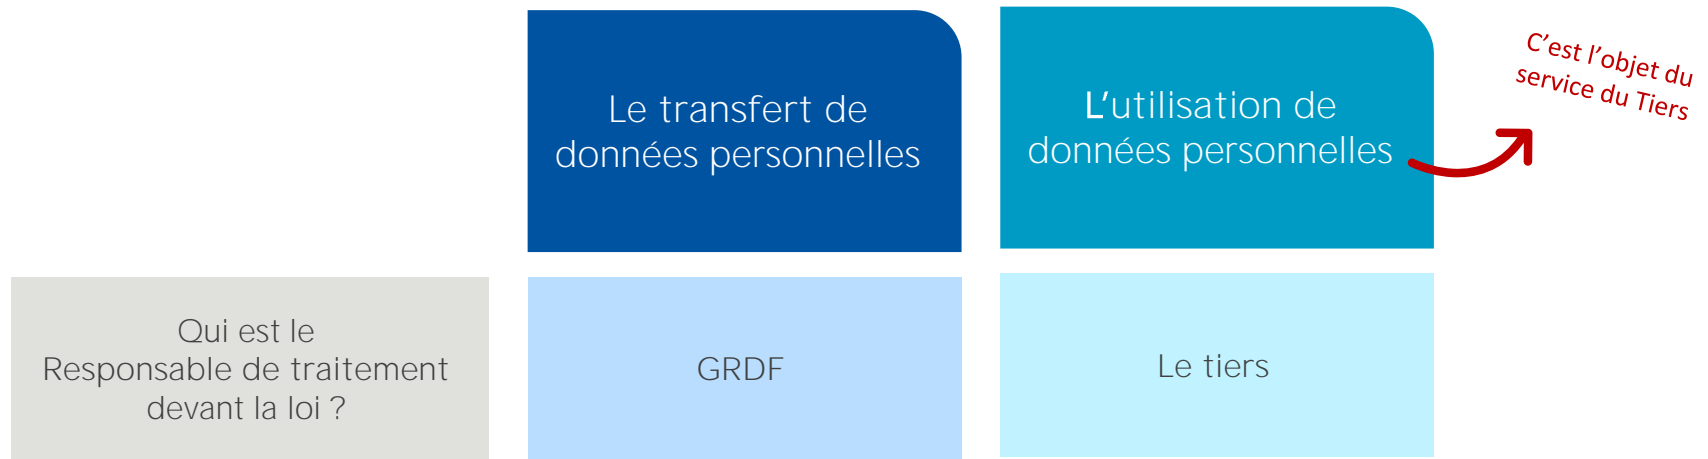 Le transfert de
données personnelles
L'utilisation de
données personnelles
C'est l'objet du
service du Tiers
Qui est le
Responsable de traitement
devant la loi ?
GRDF
Le tiers